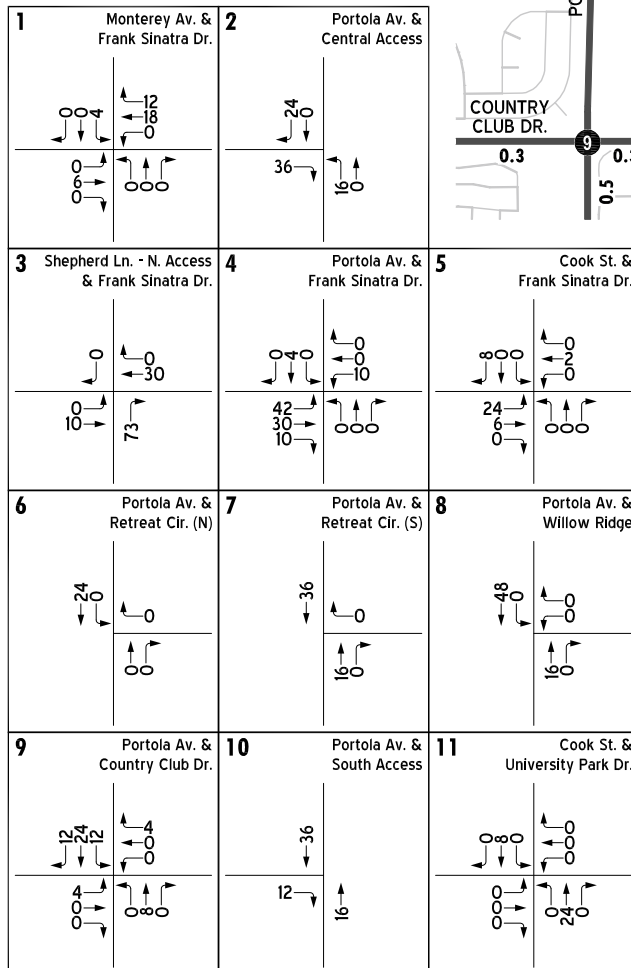 1
Monterey Av. &
Frank Sinatra Dr.
0 0 4
12
18
0
0
6
0
0 0 0
2
Portola Av. &
Central Access
24 0
36
16 0
COUNTRY
CLUB DR.
9
0.3
0.5
3
Shepherd Ln. - N. Access
& Frank Sinatra Dr.
0
0
30
0
10
73
4
Portola Av. &
Frank Sinatra Dr.
0 4 0
0
0
10
42
30
10
0 0 0
5
Cook St. &
Frank Sinatra Dr.
8 0 0
0
2
0
24
6
0
0 0 0
6
Portola Av. &
Retreat Cir. (N)
24 0
0
0 0
7
Portola Av. &
Retreat Cir. (S)
36
0
16 0
8
Portola Av. &
Willow Ridge
48 0
0
0
16 0
9
Portola Av. &
Country Club Dr.
12 24 12
4
0
0
4
0
0
0 8 0
10
Portola Av. &
South Access
36
12
16
11
Cook St. &
University Park Dr.
0 8 0
0
0
0
0
0
0
0 24 0